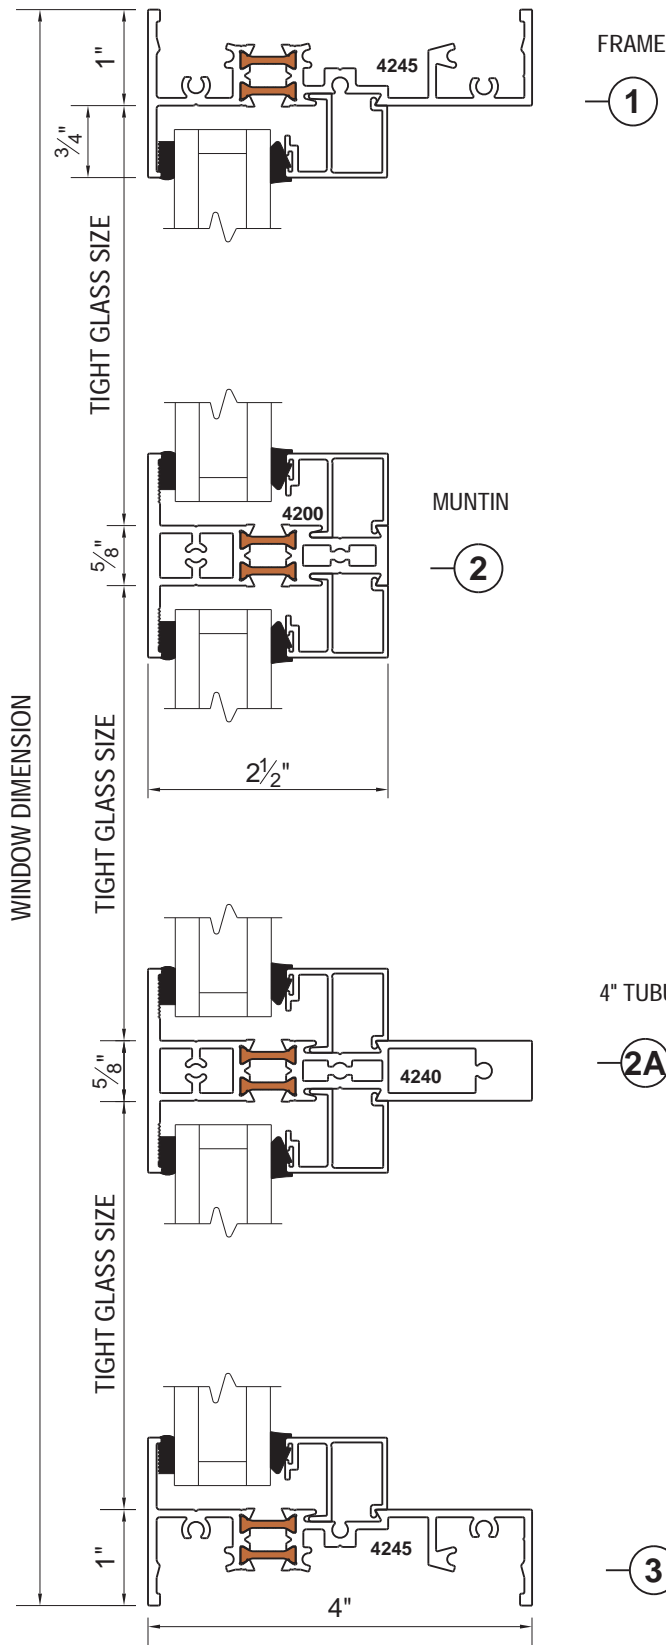 1"
4245
FRAME
1
3/4"
TIGHT GLASS SIZE
4200
MUNTIN
5/8"
2
WINDOW DIMENSION
2 1/2"
TIGHT GLASS SIZE
4" TUBU
5/8"
4240
2A
TIGHT GLASS SIZE
1"
4245
3
4"